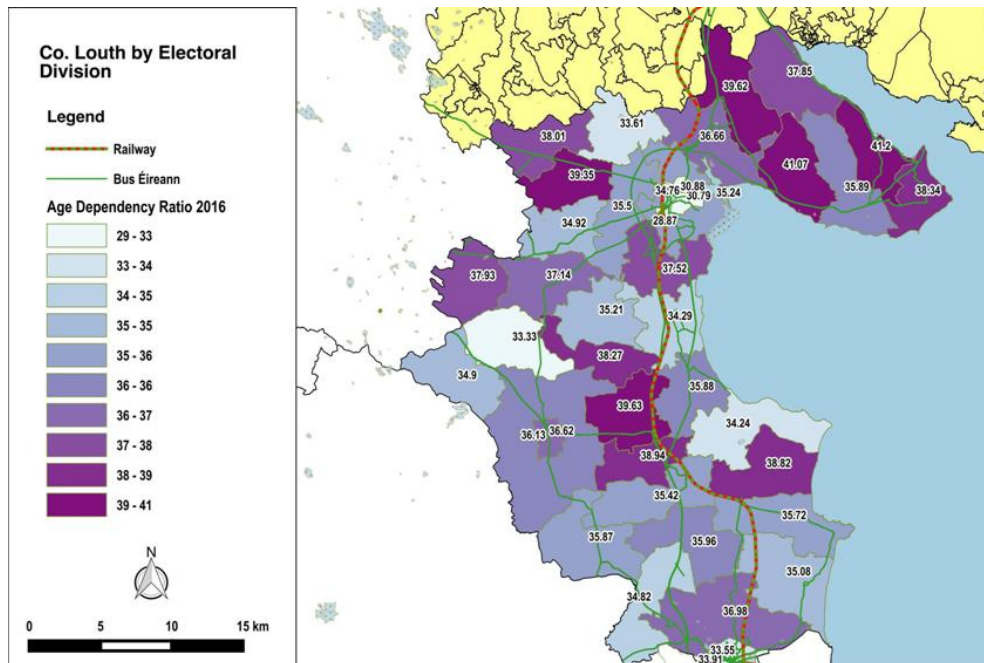 Co. Louth by Electoral
Division
Legend
Railway
Bus Éireann
Age Dependency Ratio 2016
29 - 33
33 - 34
34 - 35
35 - 35
35 - 36
36 - 36
36 - 37
37 - 38
38 - 39
39 - 41
N
0 5 10 15 km
39.62
37.85
33.61
38.01
36.66
41.2
41.07
39.35
34.76
30.88
35.24
30.79
35.89
38.34
35.5
34.92
28.87
37.93
37.14
37.52
35.21
34.29
33.33
38.27
34.9
35.88
39.63
34.24
36.13
36.62
38.94
38.82
35.42
35.72
35.87
35.96
35.08
34.82
36.98
33.55
33.91